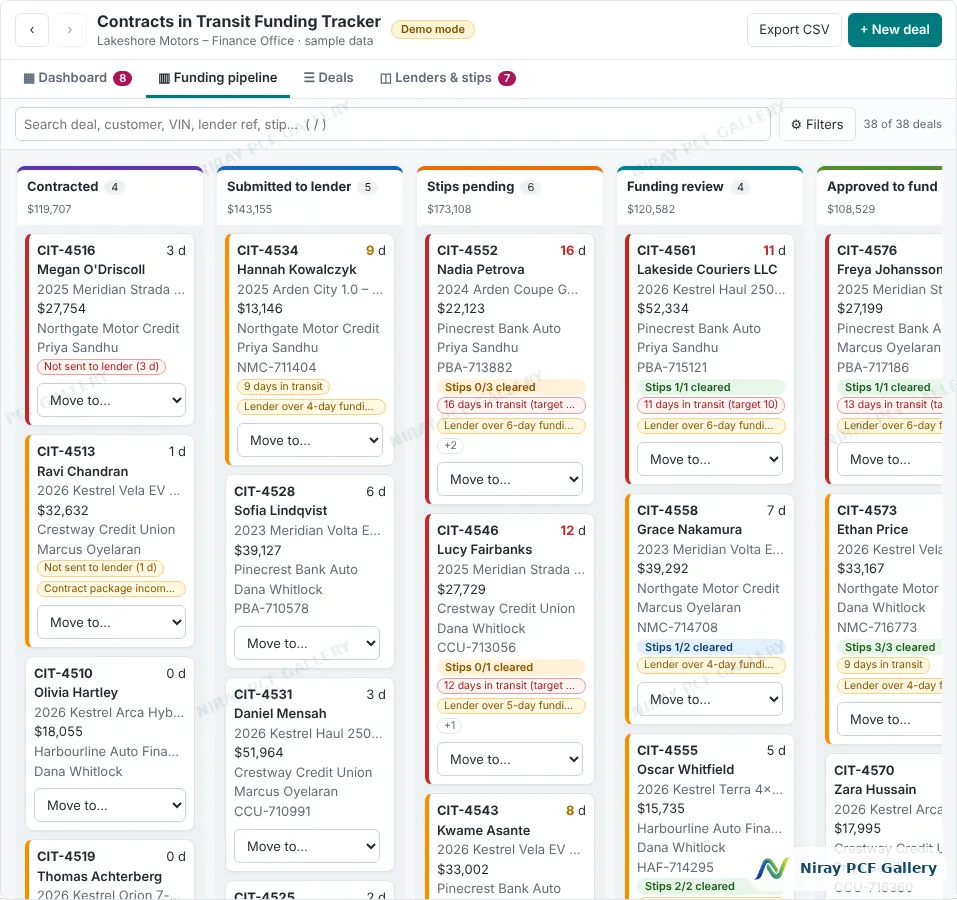 Contracts in Transit Funding Tracker
Demo mode
Lakeshore Motors – Finance Office · sample data
Export CSV
+ New deal
Dashboard 8
Funding pipeline
Deals
Lenders & stips 7
Search deal, customer, VIN, lender ref, stip... ( / )
Filters
38 of 38 deals
Contracted 4
$119,707
CIT-4516 3 d
Megan O'Driscoll
2025 Meridian Strada ...
$27,754
Northgate Motor Credit
Priya Sandhu
Not sent to lender (3 d)
Move to...
CIT-4513 1 d
Ravi Chandran
2026 Kestrel Vela EV ...
$32,632
Crestway Credit Union
Marcus Oyelaran
Not sent to lender (1 d)
Contract package incom...
Move to...
CIT-4510 0 d
Olivia Hartley
2026 Kestrel Arca Hyb...
$18,055
Harbourline Auto Fina...
Dana Whitlock
Move to...
CIT-4519 0 d
Thomas Achterberg
2026 Kestrel Orion 7-...
Submitted to lender 5
$143,155
CIT-4534 9 d
Hannah Kowalczyk
2025 Arden City 1.0 – ...
$13,146
Northgate Motor Credit
Priya Sandhu
NMC-711404
9 days in transit
Lender over 4-day fundi...
Move to...
CIT-4528 6 d
Sofia Lindqvist
2023 Meridian Volta E...
$39,127
Pinecrest Bank Auto
Dana Whitlock
PBA-710578
Move to...
CIT-4531 3 d
Daniel Mensah
2026 Kestrel Haul 250...
$51,964
Crestway Credit Union
Marcus Oyelaran
CCU-710991
Move to...
CIT-4525 2 d
Stips pending 6
$173,108
CIT-4552 16 d
Nadia Petrova
2024 Arden Coupe G...
$22,123
Pinecrest Bank Auto
Priya Sandhu
PBA-713882
Stips 0/3 cleared
16 days in transit (target ...
Lender over 6-day fundi...
+2
Move to...
CIT-4546 12 d
Lucy Fairbanks
2025 Meridian Strada ...
$27,729
Crestway Credit Union
Dana Whitlock
CCU-713056
Stips 0/1 cleared
12 days in transit (target ...
Lender over 5-day fundi...
+1
Move to...
CIT-4543 8 d
Kwame Asante
2026 Kestrel Vela EV ...
$33,002
Pinecrest Bank Auto
Funding review 4
$120,582
CIT-4561 11 d
Lakeside Couriers LLC
2026 Kestrel Haul 250...
$52,334
Pinecrest Bank Auto
Priya Sandhu
PBA-715121
Stips 1/1 cleared
11 days in transit (target 10)
Lender over 6-day fundi...
Move to...
CIT-4558 7 d
Grace Nakamura
2023 Meridian Volta E...
$39,292
Northgate Motor Credit
Marcus Oyelaran
NMC-714708
Stips 1/2 cleared
Lender over 4-day fundi...
Move to...
CIT-4555 5 d
Oscar Whitfield
2026 Kestrel Terra 4×...
$15,735
Harbourline Auto Fina...
Dana Whitlock
HAF-714295
Stips 2/2 cleared
Approved to fund
$108,529
CIT-4576
Freya Johansson
2025 Meridian St
$27,199
Pinecrest Bank A
Marcus Oyelaran
PBA-717186
Stips 1/1 cleared
13 days in transit (ta
Lender over 6-day f
Move to...
CIT-4573
Ethan Price
2026 Kestrel Vela
$33,167
Northgate Motor
Dana Whitlock
NMC-716773
Stips 3/3 cleared
9 days in transit
Lender over 4-day f
Move to...
CIT-4570
Zara Hussain
2026 Kestrel Arca
$17,995
Crestway Credit U
CCU-716360
Niray PCF Gallery
NIRAY PCF GALLERY